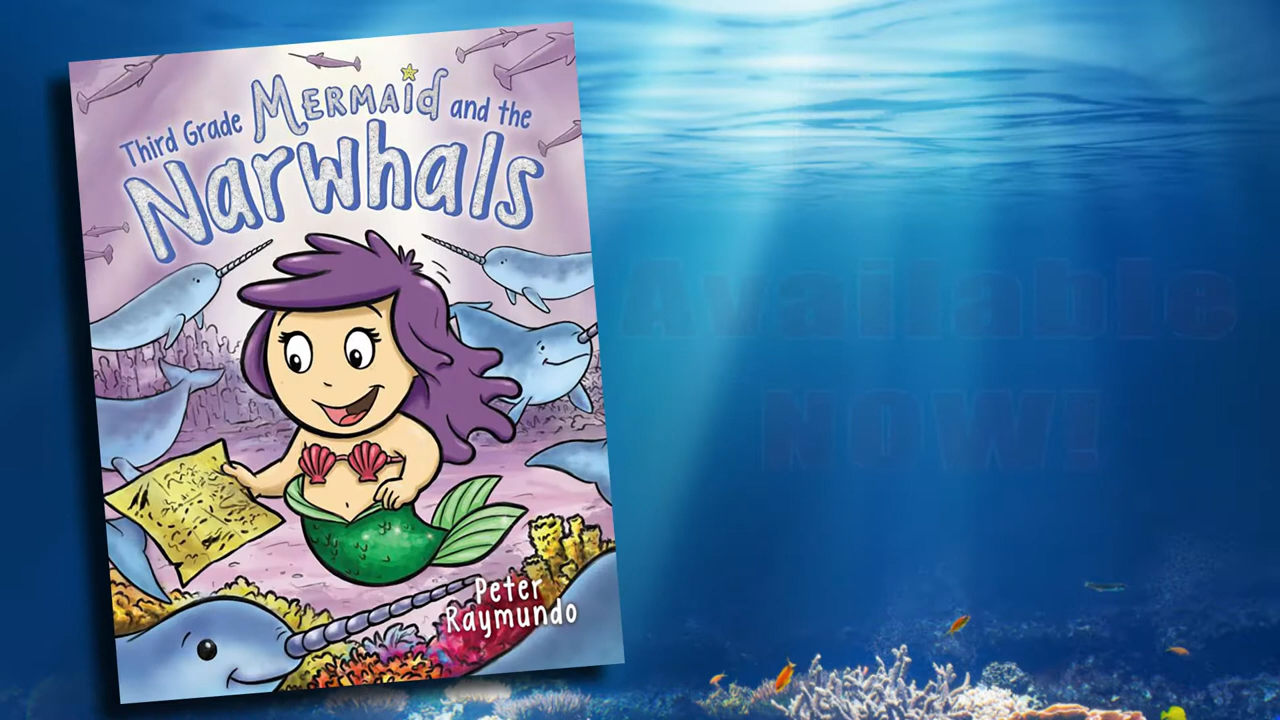 Third Grade MERMAid and the
Narwhals
Peter
Raymundo
Available
NOW!